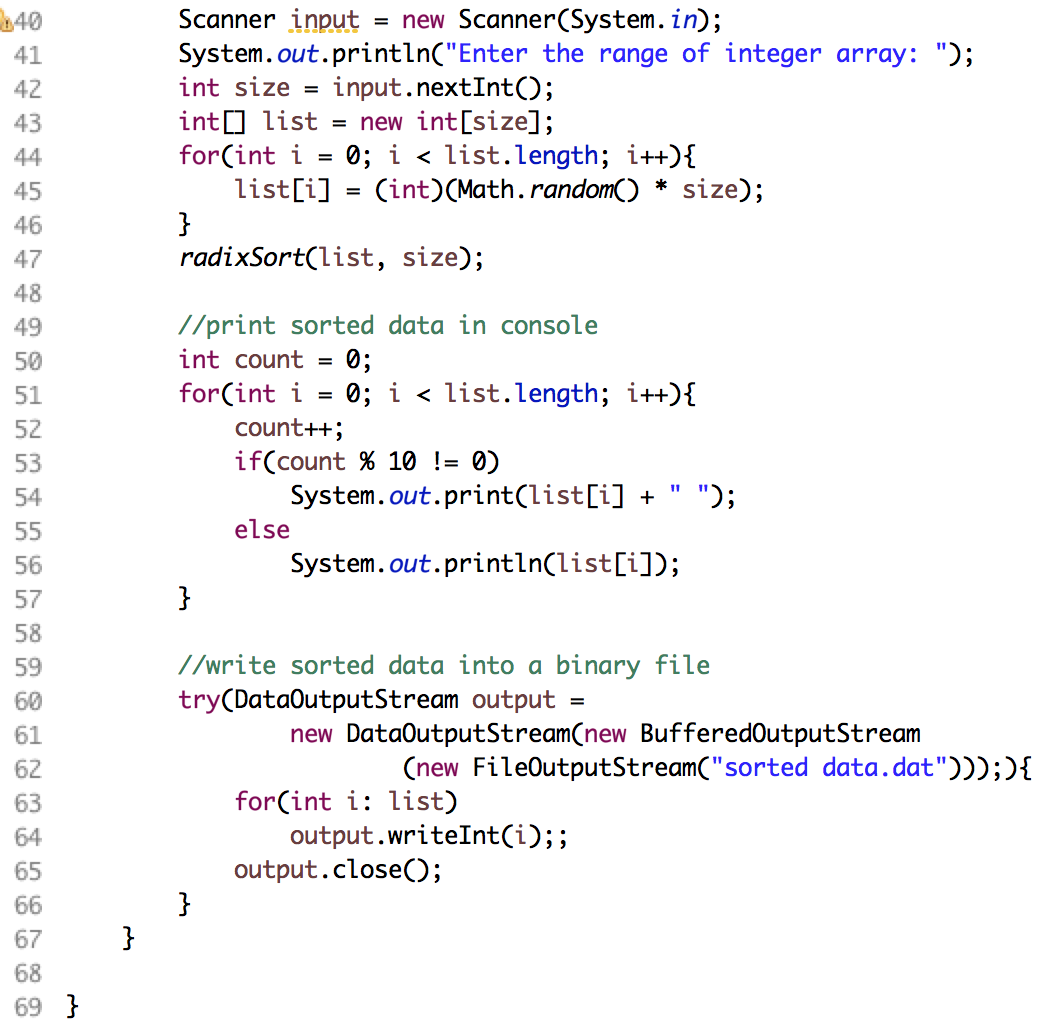 40 Scanner input = new Scanner(System.in);
41 System.out.println("Enter the range of integer array: ");
42 int size = input.nextInt();
43 int[] list = new int[size];
44 for(int i = 0; i < list.length; i++){
45 list[i] = (int)(Math.random() * size);
46 }
47 radixSort(list, size);
48
49 //print sorted data in console
50 int count = 0;
51 for(int i = 0; i < list.length; i++){
52 count++;
53 if(count % 10 != 0)
54 System.out.print(list[i] + " ");
55 else
56 System.out.println(list[i]);
57 }
58
59 //write sorted data into a binary file
60 try(DataOutputStream output =
61 new DataOutputStream(new BufferedOutputStream
62 (new FileOutputStream("sorted data.dat")));){
63 for(int i: list)
64 output.writeInt(i);;
65 output.close();
66 }
67 }
68
69 }